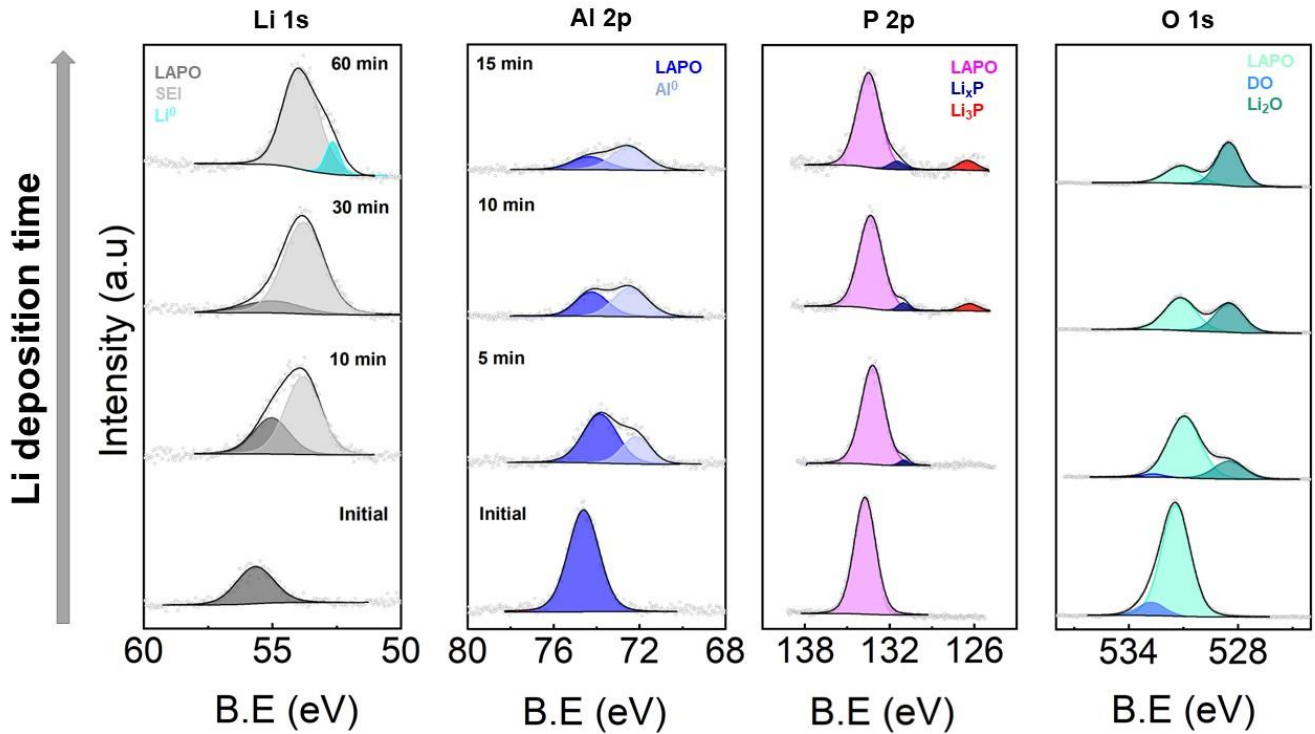 Li 1s
Al 2p
P 2p
O 1s
Li deposition time
Intensity (a.u)
LAPO
SEI
Li⁰
60 min
30 min
10 min
Initial
60
55
50
B.E (eV)
15 min
LAPO
Al⁰
10 min
5 min
Initial
80
76
72
68
B.E (eV)
LAPO
LiₓP
Li₃P
138
132
126
B.E (eV)
LAPO
DO
Li₂O
534
528
B.E (eV)